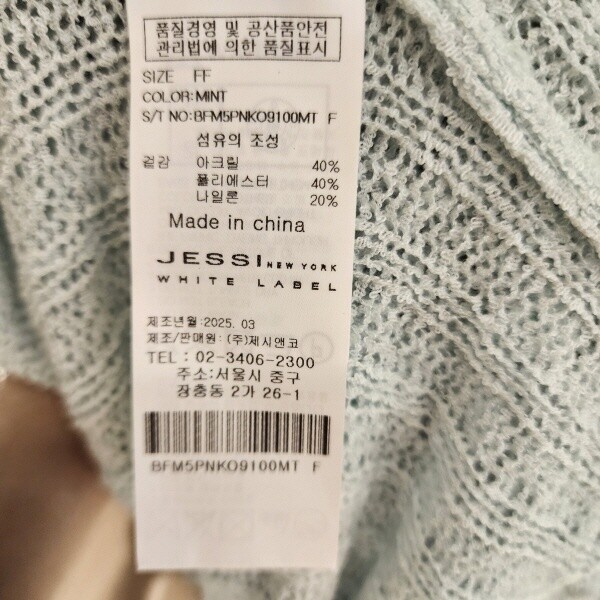 품질경영 및 공산품안전
관리법에 의한 품질표시
SIZE FF
COLOR:MINT
S/T NO:BFM5PNKO9100MT F
섬유의 조성
겉감 아크릴 40%
폴리에스터 40%
나일론 20%
Made in china
JESSI NEW YORK
WHITE LABEL
제조년월:2025. 03
제조/판매원: (주)제시앤코
TEL : 02-3406-2300
주소:서울시 중구
장충동 2가 26-1
BFM5PNKO9100MT F